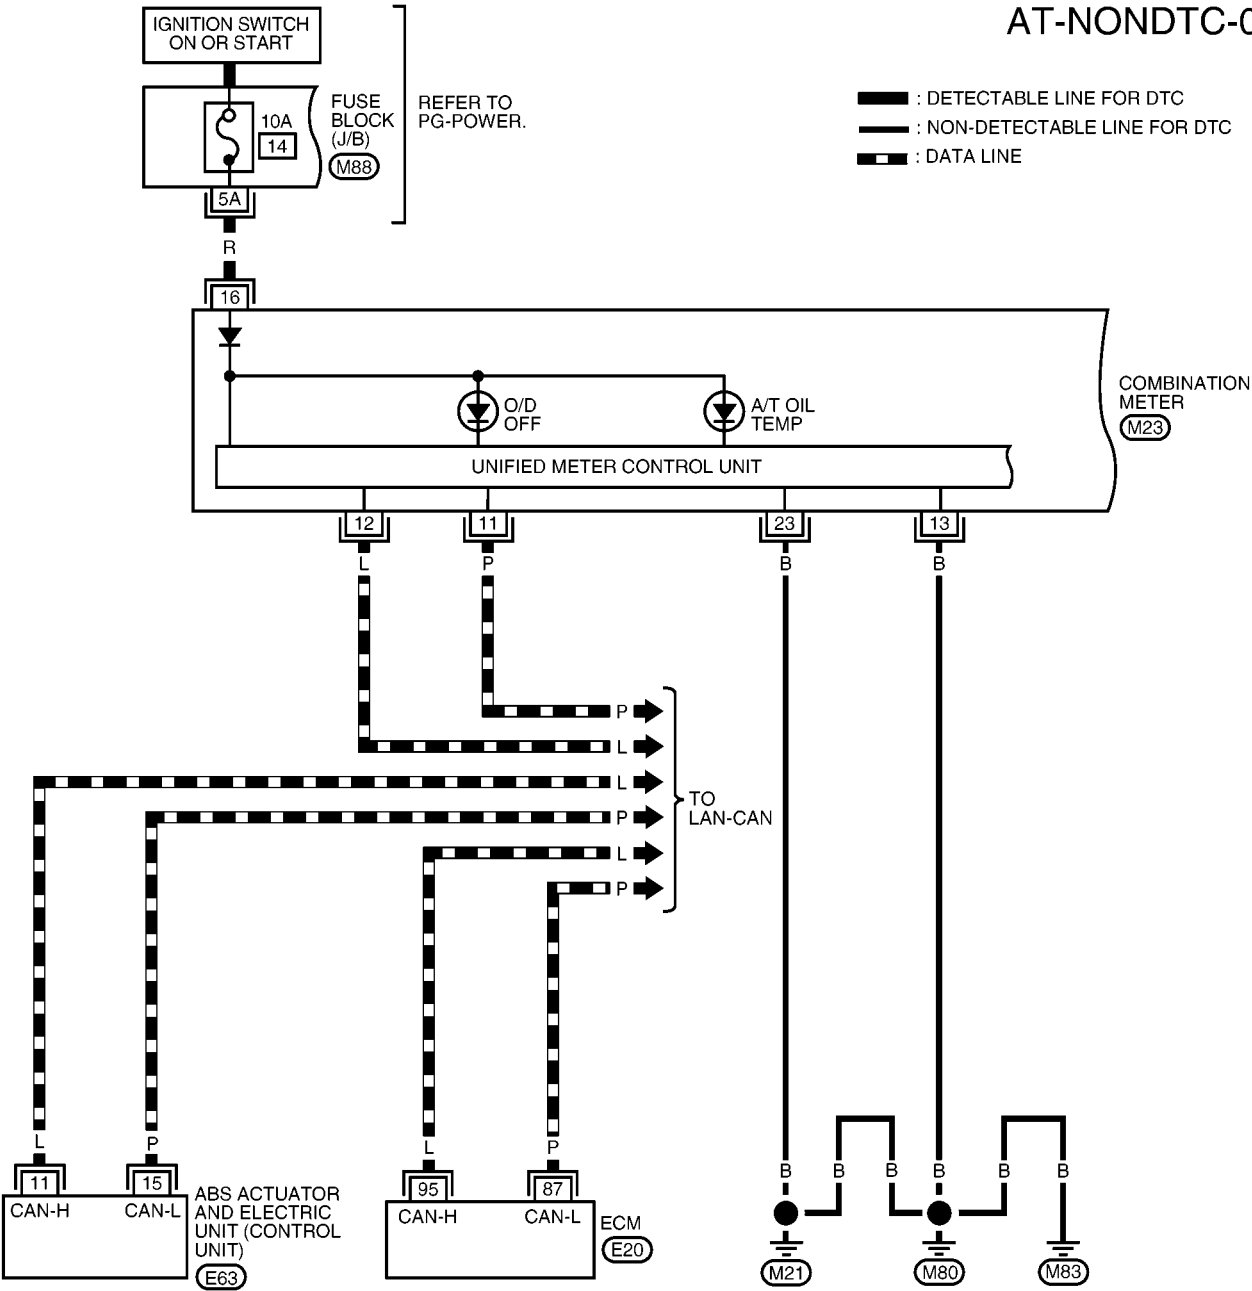 AT-NONDTC-0
IGNITION SWITCH
ON OR START
FUSE
BLOCK
(J/B)
M88
10A
14
REFER TO
PG-POWER.
: DETECTABLE LINE FOR DTC
: NON-DETECTABLE LINE FOR DTC
: DATA LINE
5A
R
16
O/D
OFF
A/T OIL
TEMP
COMBINATION
METER
M23
UNIFIED METER CONTROL UNIT
12
11
23
13
L
P
B
B
P
L
L
P
L
P
TO
LAN-CAN
L
P
L
P
B
B
B
B
B
B
11
15
95
87
CAN-H
CAN-L
ABS ACTUATOR
AND ELECTRIC
UNIT (CONTROL
UNIT)
E63
CAN-H
CAN-L
ECM
E20
M21
M80
M83